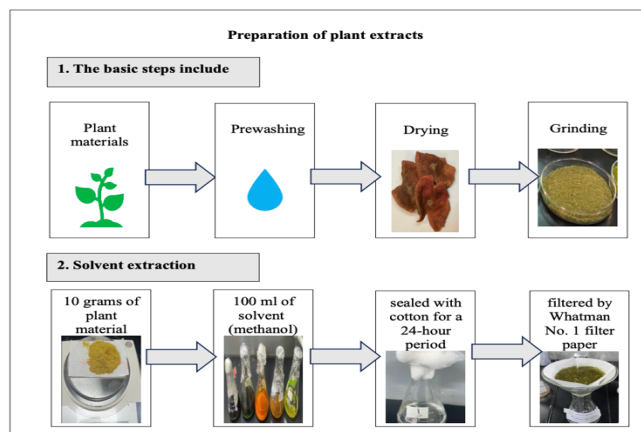 Preparation of plant extracts
1. The basic steps include
Plant
materials
Prewashing
Drying
Grinding
2. Solvent extraction
10 grams of
plant
material
100 ml of
solvent
(methanol)
sealed with
cotton for a
24-hour
period
filtered by
Whatman
No. 1 filter
paper